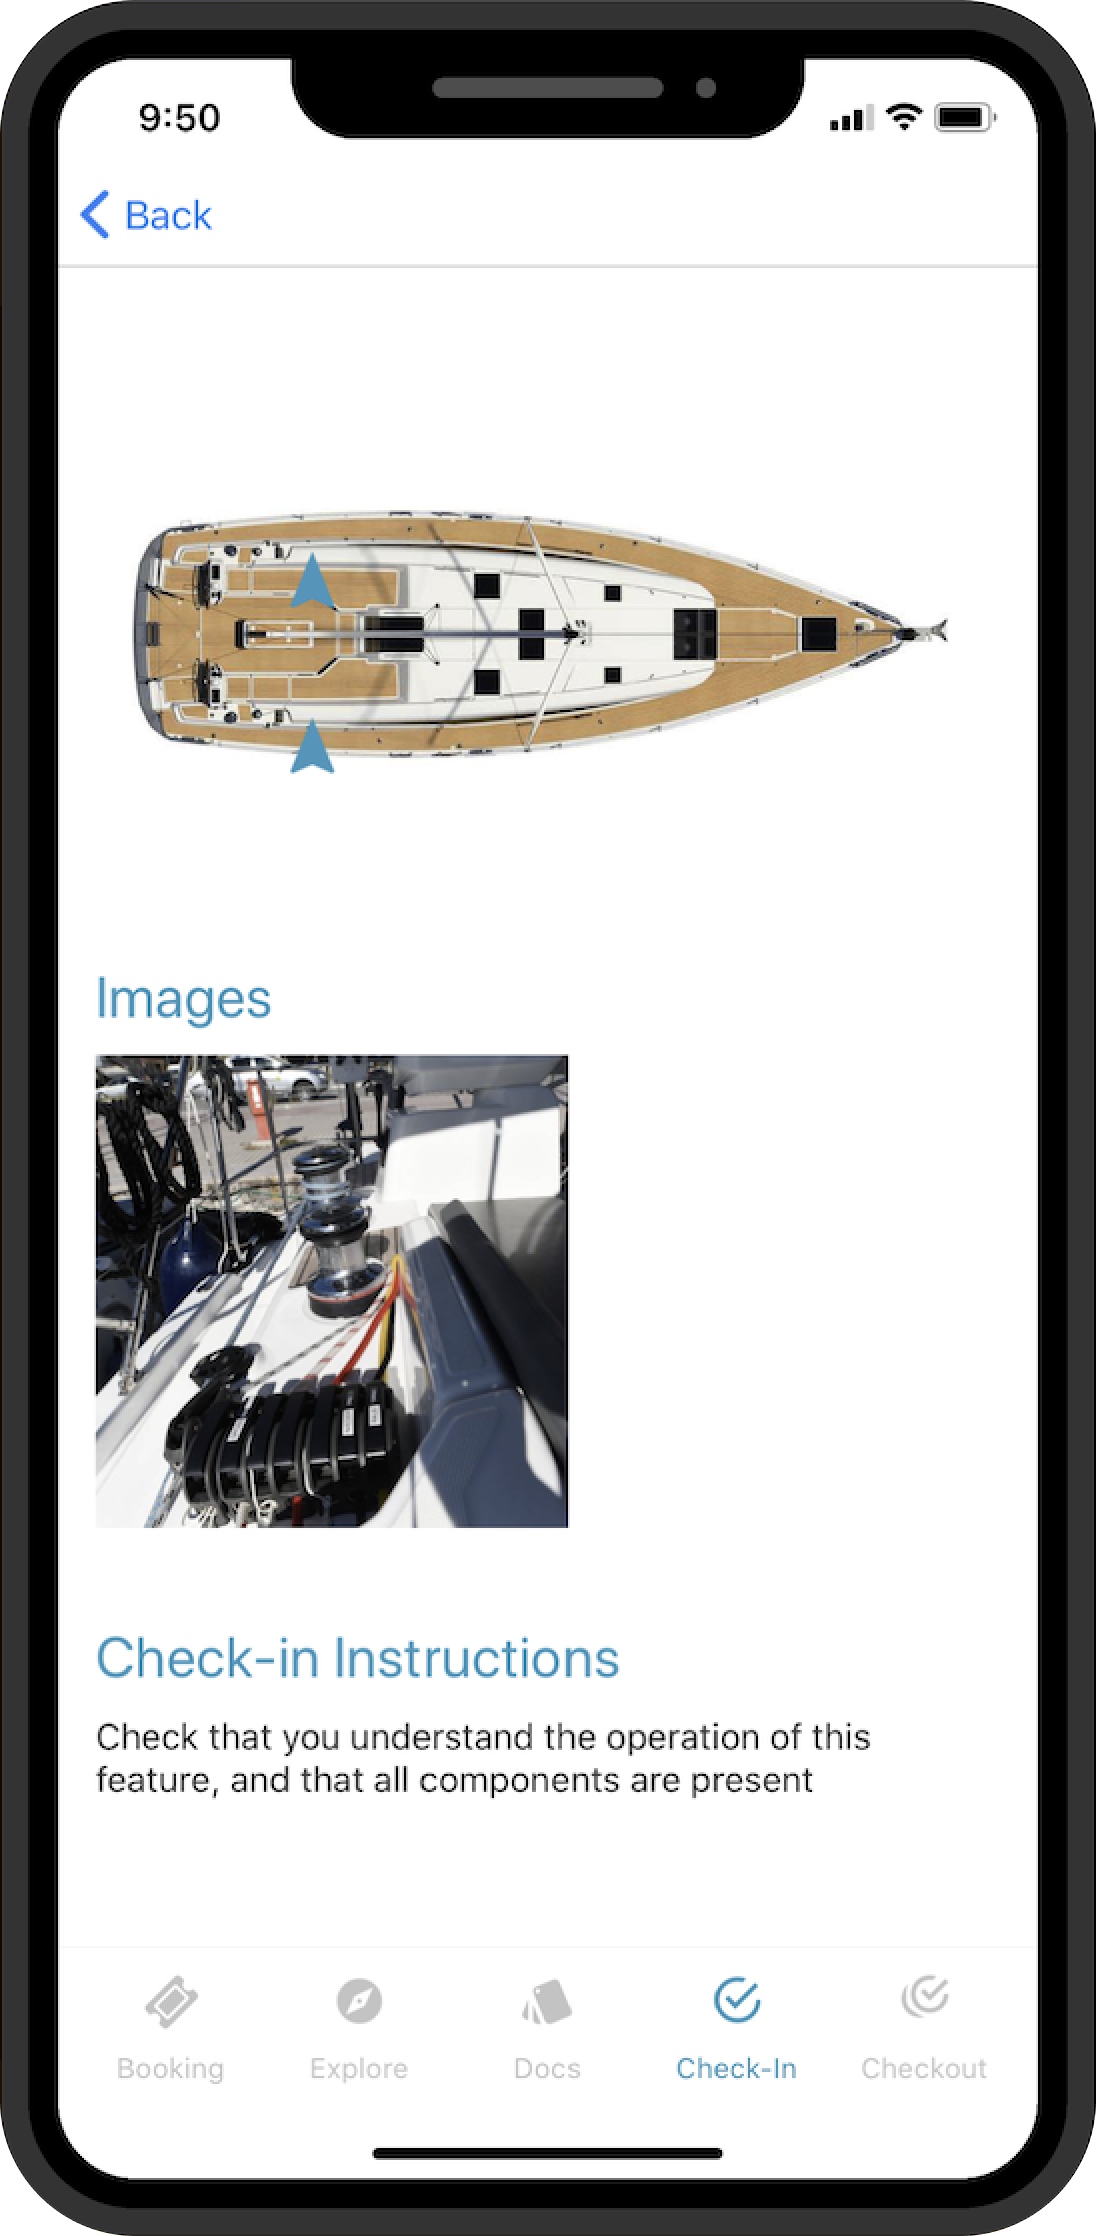 9:50
Back
Images
Check-in Instructions
Check that you understand the operation of this
feature, and that all components are present
Booking
Explore
Docs
Check-In
Checkout